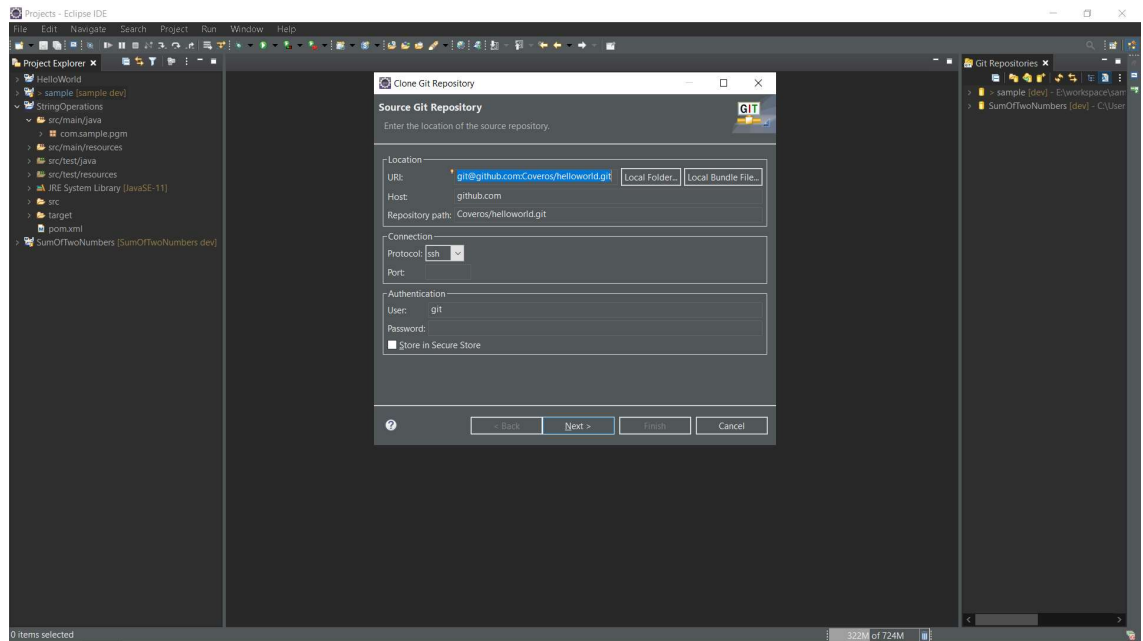 Projects - Eclipse IDE
File Edit Navigate Search Project Run Window Help
Project Explorer
HelloWorld
> sample [sample dev]
StringOperations
src/main/java
com.sample.pgm
src/main/resources
src/test/java
src/test/resources
JRE System Library [JavaSE-11]
src
target
pom.xml
SumOfTwoNumbers [SumOfTwoNumbers dev]
Clone Git Repository
Source Git Repository
Enter the location of the source repository.
GIT
Location
URI: git@github.com:Coveros/helloworld.git Local Folder... Local Bundle File...
Host: github.com
Repository path: Coveros/helloworld.git
Connection
Protocol: ssh
Port:
Authentication
User: git
Password:
Store in Secure Store
< Back Next > Finish Cancel
Git Repositories
> sample [dev] - E:\workspace\sam
SumOfTwoNumbers [dev] - C:\User
0 items selected
322M of 724M